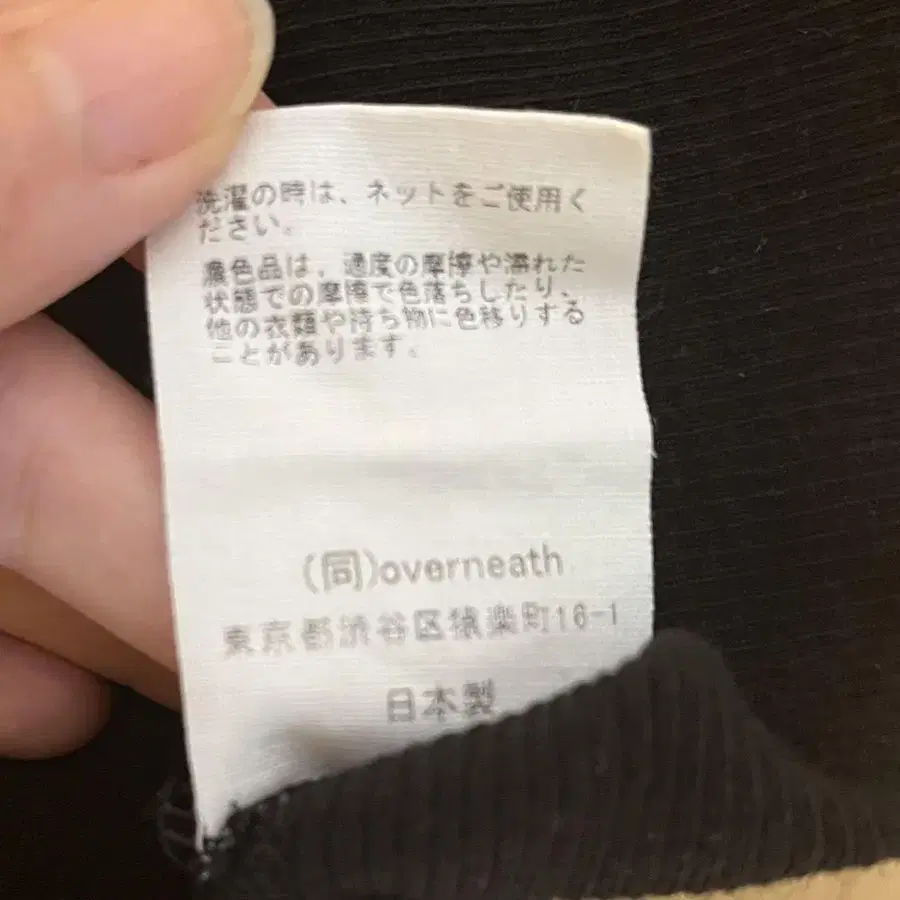 洗濯の時は、ネットをご使用く
ださい。
濃色品は、過度の摩擦や濡れた
状態での摩擦で色落ちしたり、
他の衣類や持ち物に色移りする
ことがあります。
(同)overneath
東京都渋谷区猿楽町16-1
日本製